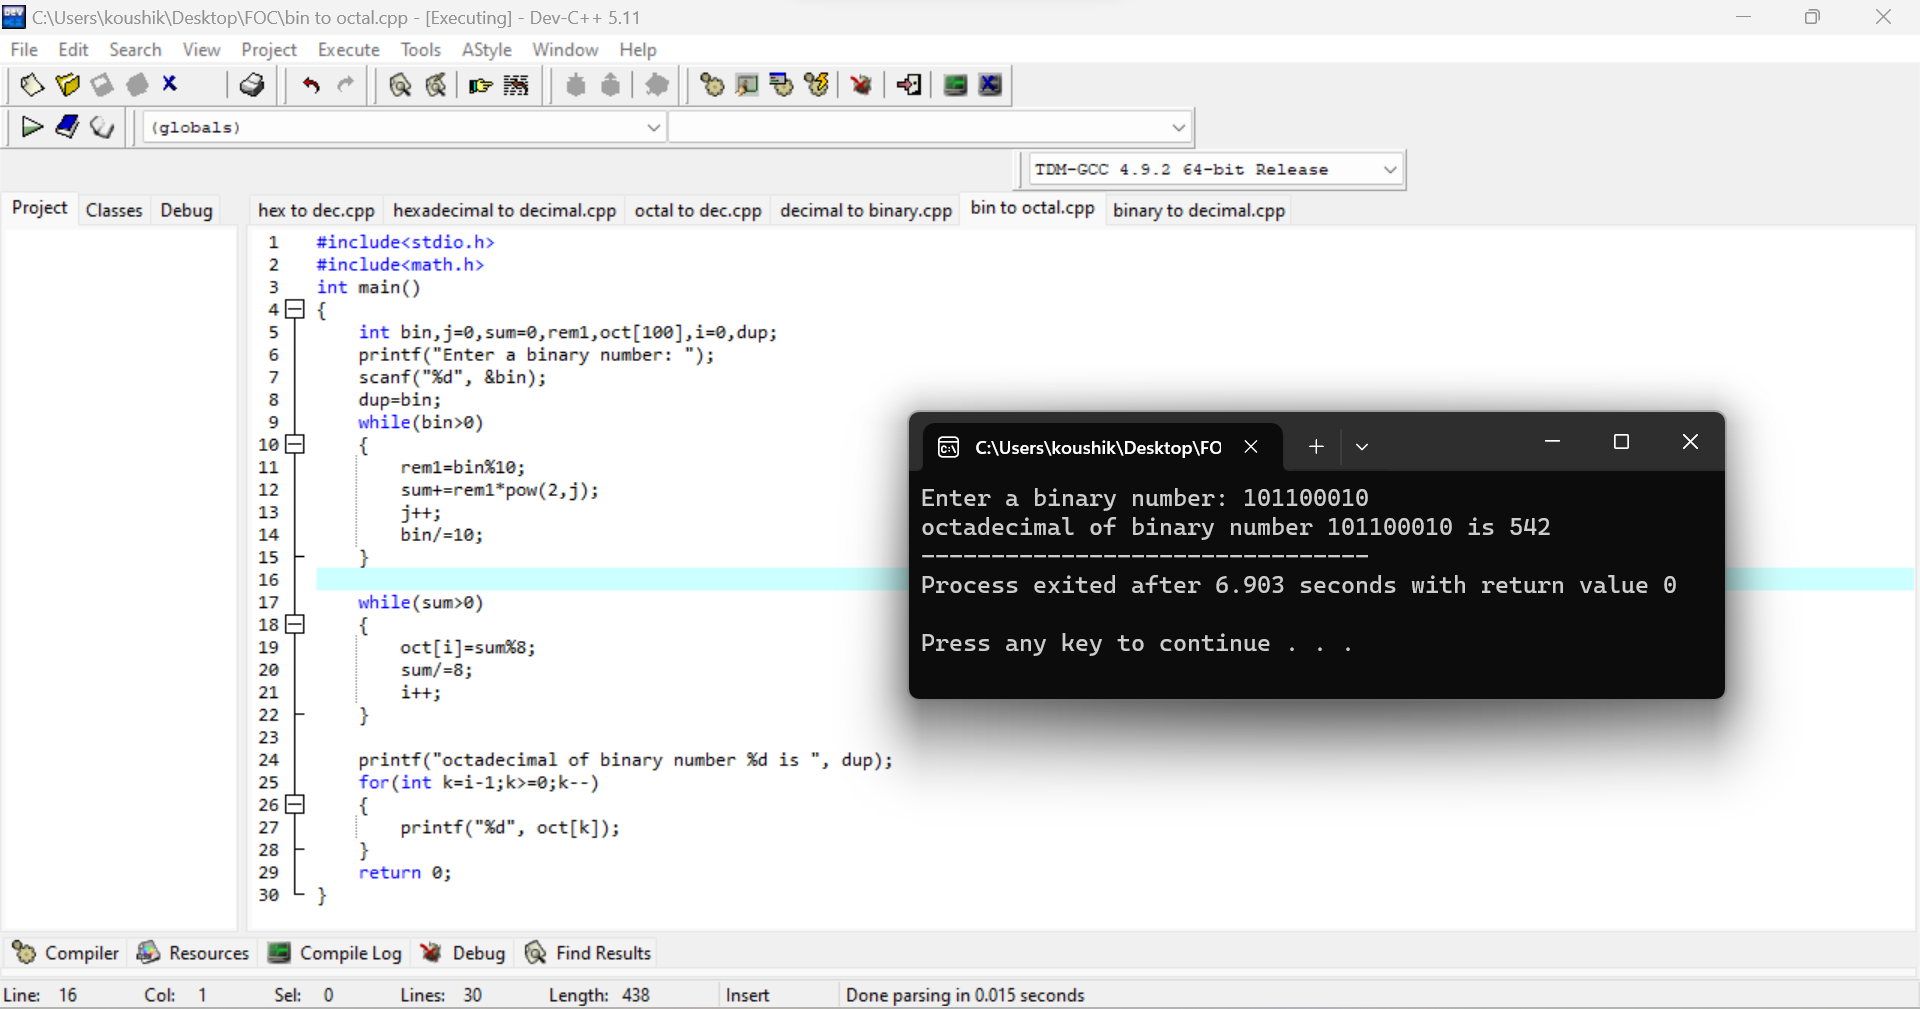 C:\Users\koushik\Desktop\FOC\bin to octal.cpp - [Executing] - Dev-C++ 5.11
File Edit Search View Project Execute Tools AStyle Window Help
(globals)
TDM-GCC 4.9.2 64-bit Release
Project Classes Debug
hex to dec.cpp hexadecimal to decimal.cpp octal to dec.cpp decimal to binary.cpp bin to octal.cpp binary to decimal.cpp
1 #include<stdio.h>
2 #include<math.h>
3 int main()
4 {
5 int bin,j=0,sum=0,rem1,oct[100],i=0,dup;
6 printf("Enter a binary number: ");
7 scanf("%d", &bin);
8 dup=bin;
9 while(bin>0)
10 {
11 rem1=bin%10;
12 sum+=rem1*pow(2,j);
13 j++;
14 bin/=10;
15 }
16
17 while(sum>0)
18 {
19 oct[i]=sum%8;
20 sum/=8;
21 i++;
22 }
23
24 printf("octadecimal of binary number %d is ", dup);
25 for(int k=i-1;k>=0;k--)
26 {
27 printf("%d", oct[k]);
28 }
29 return 0;
30 }
C:\Users\koushik\Desktop\FO
Enter a binary number: 101100010
octadecimal of binary number 101100010 is 542
--------------------------------
Process exited after 6.903 seconds with return value 0
Press any key to continue . . .
Compiler Resources Compile Log Debug Find Results
Line: 16 Col: 1 Sel: 0 Lines: 30 Length: 438 Insert Done parsing in 0.015 seconds